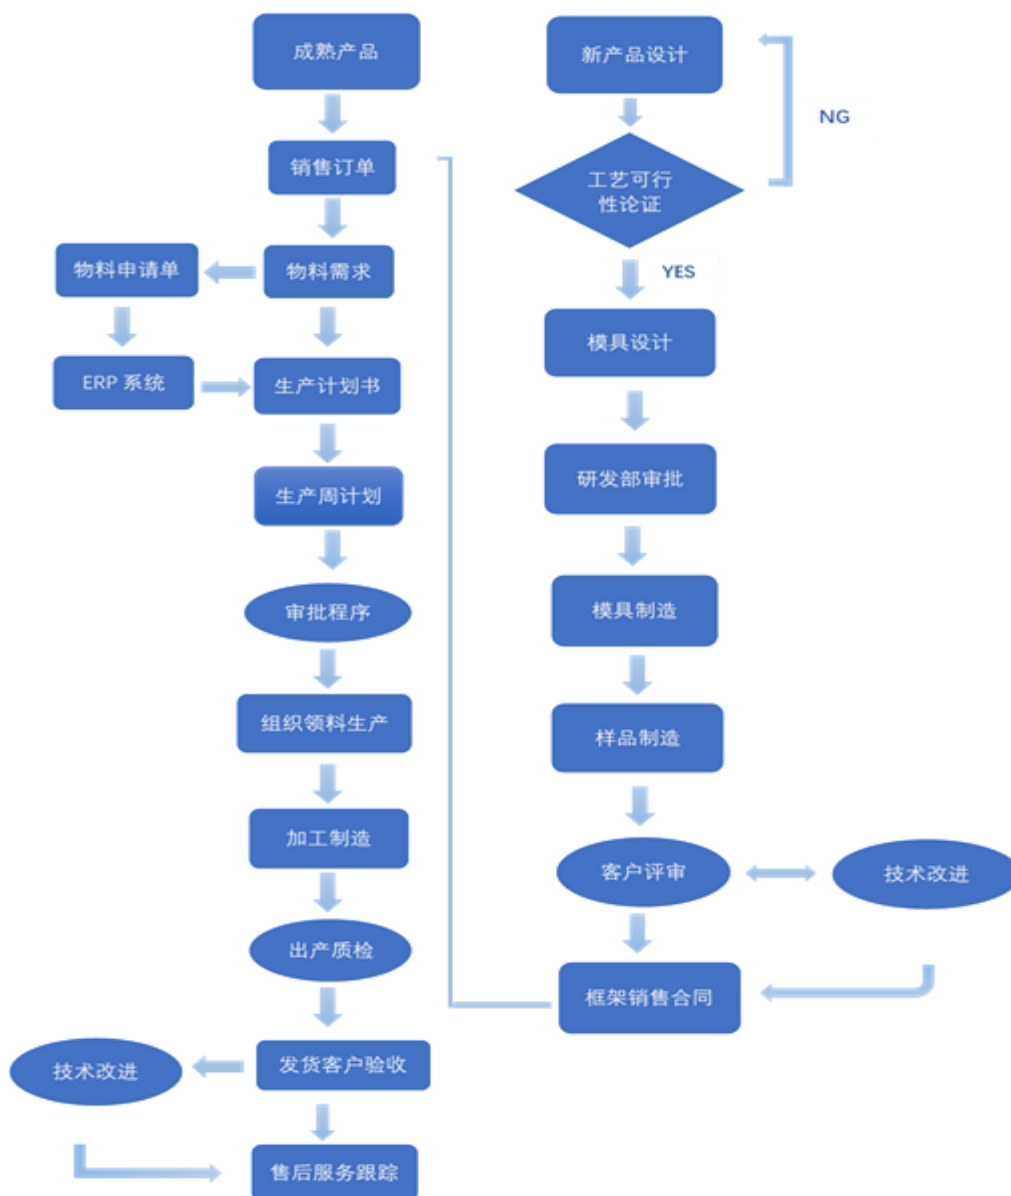 成熟产品
销售订单
物料需求
物料申请单
ERP 系统
生产计划书
生产周计划
审批程序
组织领料生产
加工制造
出产质检
发货客户验收
技术改进
售后服务跟踪
新产品设计
NG
工艺可行
性论证
YES
模具设计
研发部审批
模具制造
样品制造
客户评审
技术改进
框架销售合同